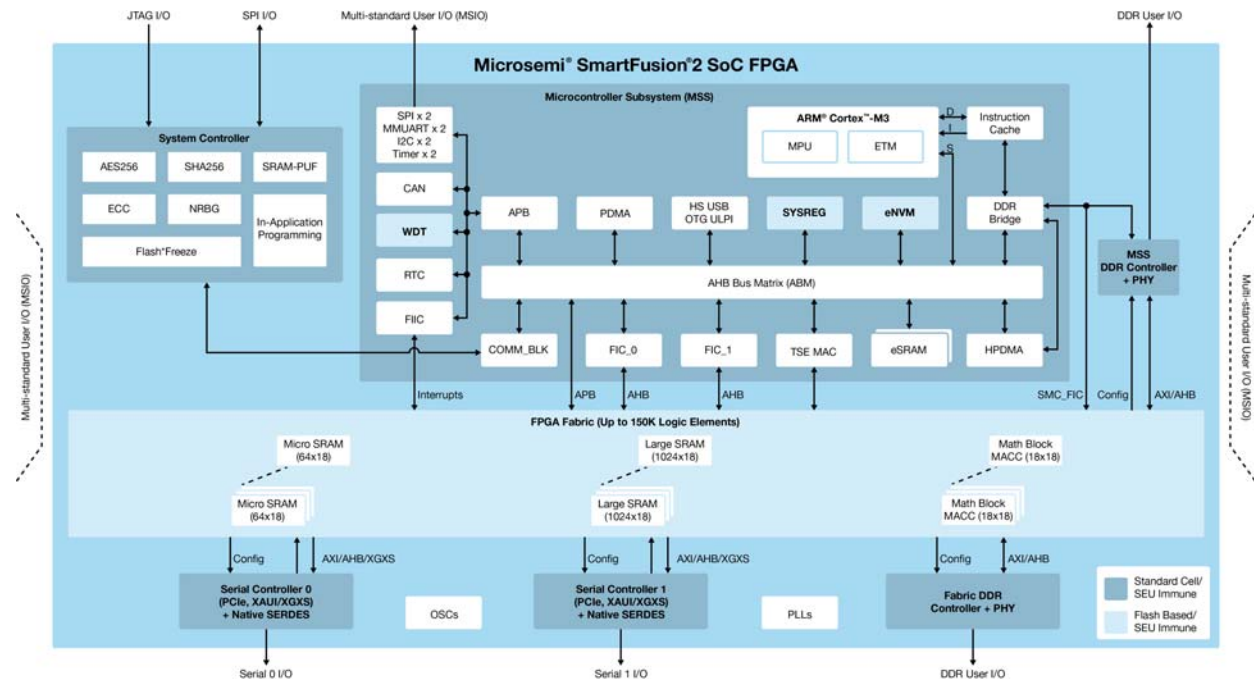 JTAG I/O
SPI I/O
Multi-standard User I/O (MSIO)
DDR User I/O
Microsemi® SmartFusion®2 SoC FPGA
Microcontroller Subsystem (MSS)
System Controller
AES256
SHA256
SRAM-PUF
ECC
NRBG
In-Application
Programming
Flash*Freeze
SPI x 2
MMUART x 2
I2C x 2
Timer x 2
CAN
WDT
RTC
FIIC
ARM® Cortex™-M3
MPU
ETM
D
I
S
Instruction
Cache
APB
PDMA
HS USB
OTG ULPI
SYSREG
eNVM
DDR
Bridge
AHB Bus Matrix (ABM)
COMM_BLK
FIC_0
FIC_1
TSE MAC
eSRAM
HPDMA
MSS
DDR Controller
+ PHY
Multi-standard User I/O (MSIO)
Multi-standard User I/O (MSIO)
Interrupts
APB
AHB
AHB
SMC_FIC
Config
AXI/AHB
FPGA Fabric (Up to 150K Logic Elements)
Micro SRAM
(64x18)
Large SRAM
(1024x18)
Math Block
MACC (18x18)
Micro SRAM
(64x18)
Large SRAM
(1024x18)
Math Block
MACC (18x18)
Config
AXI/AHB/XGXS
Config
AXI/AHB/XGXS
Config
AXI/AHB
Serial Controller 0
(PCIe, XAUI/XGXS)
+ Native SERDES
OSCs
Serial Controller 1
(PCIe, XAUI/XGXS)
+ Native SERDES
PLLs
Fabric DDR
Controller + PHY
Standard Cell/
SEU Immune
Flash Based/
SEU Immune
Serial 0 I/O
Serial 1 I/O
DDR User I/O